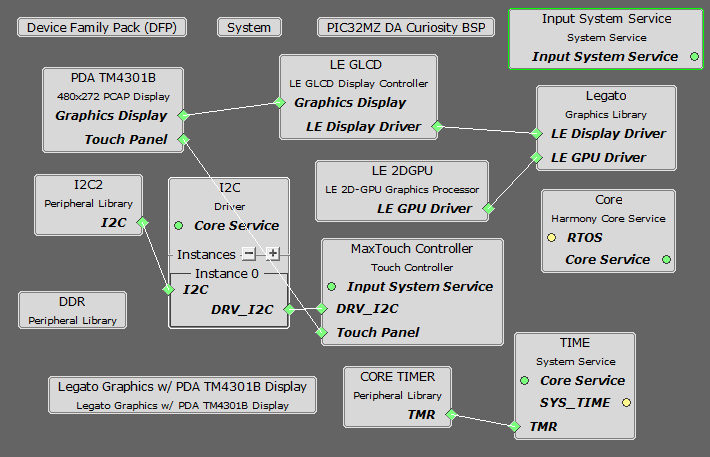 Device Family Pack (DFP)
System
PIC32MZ DA Curiosity BSP
Input System Service
System Service
Input System Service
PDA TM4301B
480x272 PCAP Display
Graphics Display
Touch Panel
LE GLCD
LE GLCD Display Controller
Graphics Display
LE Display Driver
Legato
Graphics Library
LE Display Driver
LE GPU Driver
I2C2
Peripheral Library
I2C
I2C
Driver
Core Service
Instances
Instance 0
I2C
DRV_I2C
LE 2DGPU
LE 2D-GPU Graphics Processor
LE GPU Driver
Core
Harmony Core Service
RTOS
Core Service
MaxTouch Controller
Touch Controller
Input System Service
DRV_I2C
Touch Panel
DDR
Peripheral Library
Legato Graphics w/ PDA TM4301B Display
Legato Graphics w/ PDA TM4301B Display
CORE TIMER
Peripheral Library
TMR
TIME
System Service
Core Service
SYS_TIME
TMR